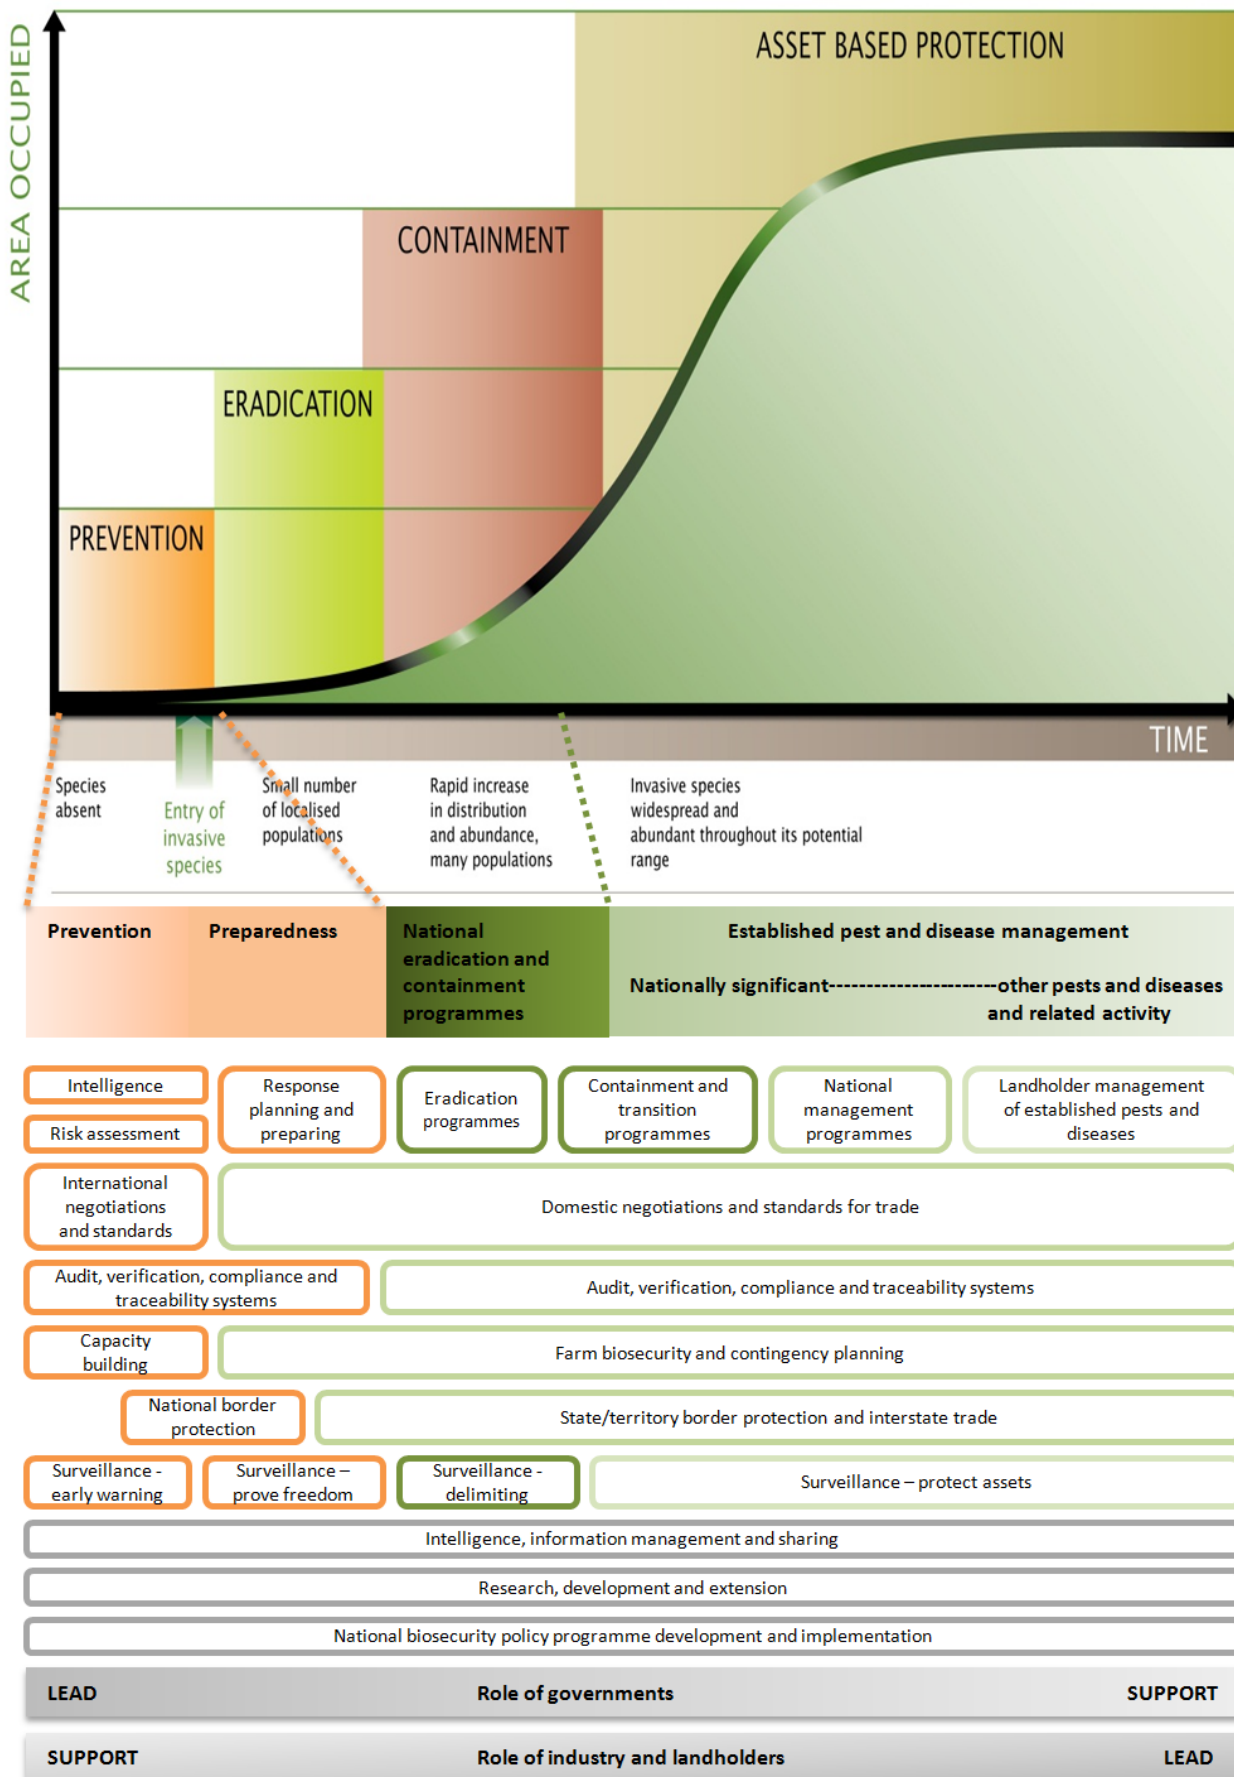 AREA OCCUPIED
ASSET BASED PROTECTION
CONTAINMENT
ERADICATION
PREVENTION
TIME
Species
absent
Entry of
invasive
species
Small number
of localised
populations
Rapid increase
in distribution
and abundance,
many populations
Invasive species
widespread and
abundant throughout its potential
range
Prevention
Preparedness
National
eradication and
containment
programmes
Established pest and disease management
Nationally significant----------------------other pests and diseases
and related activity
Intelligence
Risk assessment
Response
planning and
preparing
Eradication
programmes
Containment and
transition
programmes
National
management
programmes
Landholder management
of established pests and
diseases
International
negotiations
and standards
Domestic negotiations and standards for trade
Audit, verification, compliance and
traceability systems
Audit, verification, compliance and traceability systems
Capacity
building
Farm biosecurity and contingency planning
National border
protection
State/territory border protection and interstate trade
Surveillance -
early warning
Surveillance –
prove freedom
Surveillance -
delimiting
Surveillance – protect assets
Intelligence, information management and sharing
Research, development and extension
National biosecurity policy programme development and implementation
LEAD Role of governments SUPPORT
SUPPORT Role of industry and landholders LEAD